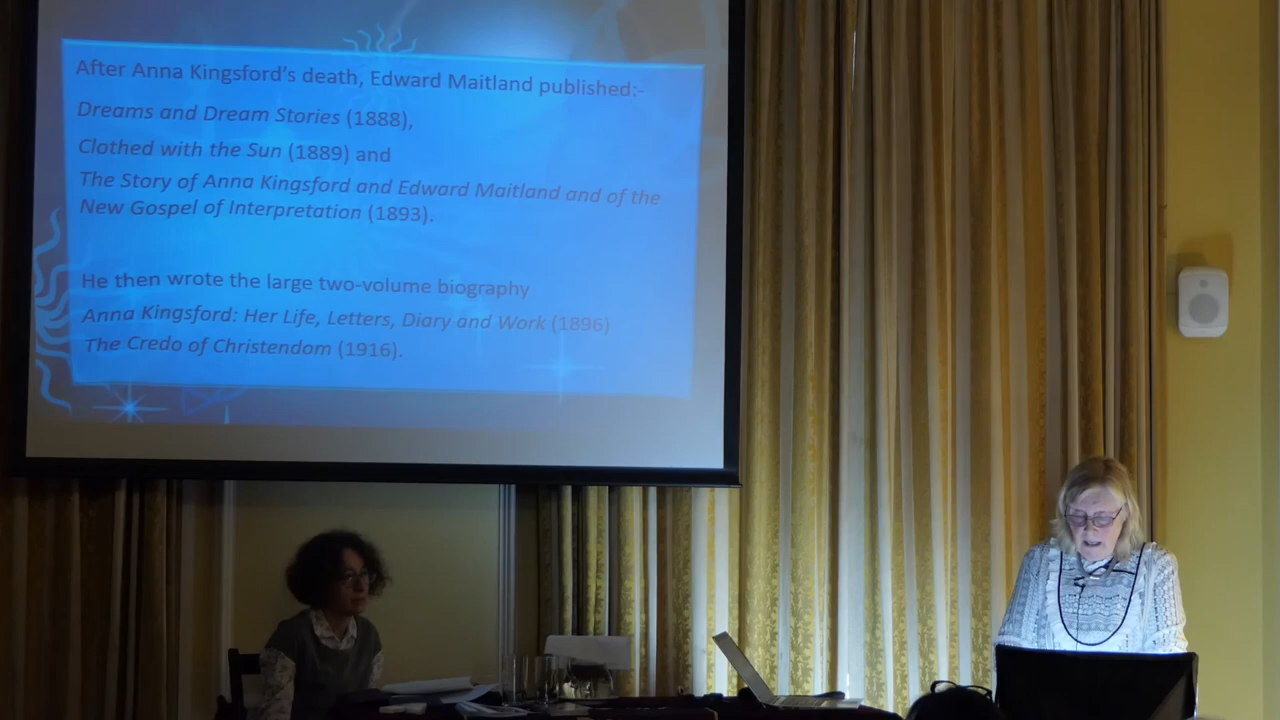 After Anna Kingsford's death, Edward Maitland published:-
Dreams and Dream Stories (1888),
Clothed with the Sun (1889) and
The Story of Anna Kingsford and Edward Maitland and of the
New Gospel of Interpretation (1893).
He then wrote the large two-volume biography
Anna Kingsford: Her Life, Letters, Diary and Work (1896)
The Credo of Christendom (1916).